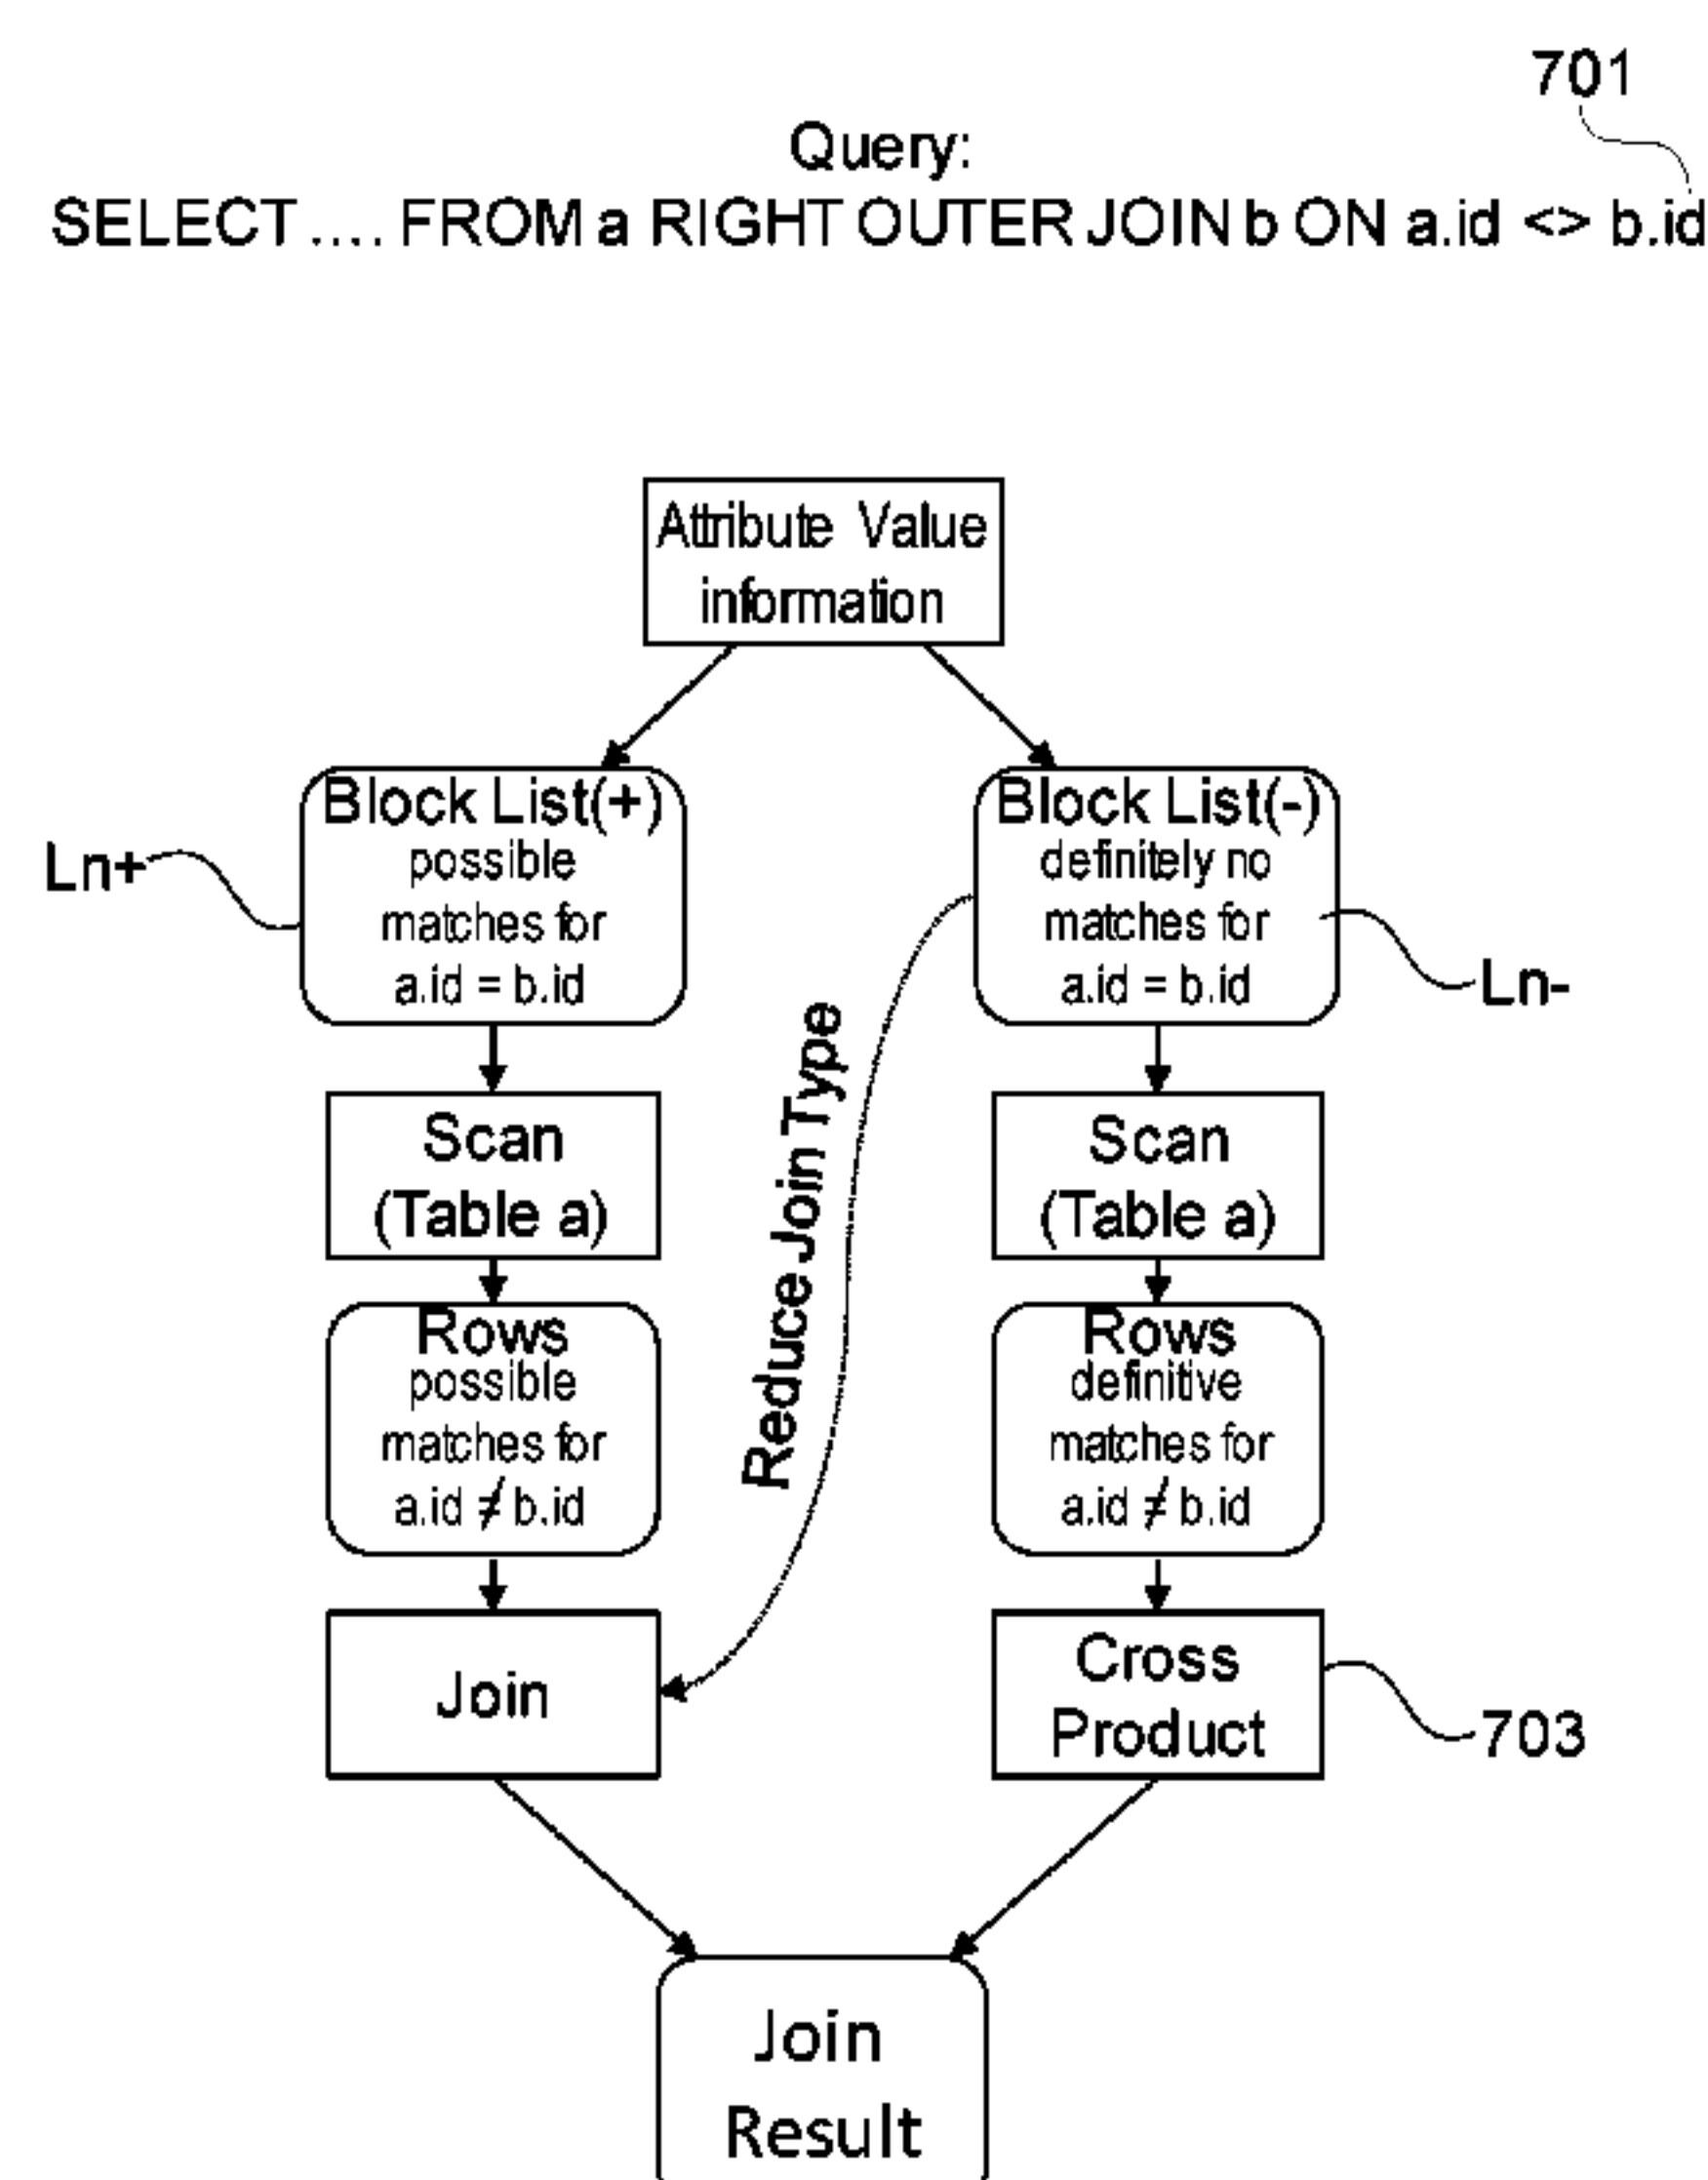 701
Query:
SELECT .... FROM a RIGHT OUTER JOIN b ON a.id <> b.id
Attribute Value
information
Block List(+)
possible
matches for
a.id = b.id
Ln+
Block List(-)
definitely no
matches for
a.id = b.id
Ln-
Reduce Join Type
Scan
(Table a)
Scan
(Table a)
Rows
possible
matches for
a.id ≠ b.id
Rows
definitive
matches for
a.id ≠ b.id
Join
Cross
Product
703
Join
Result